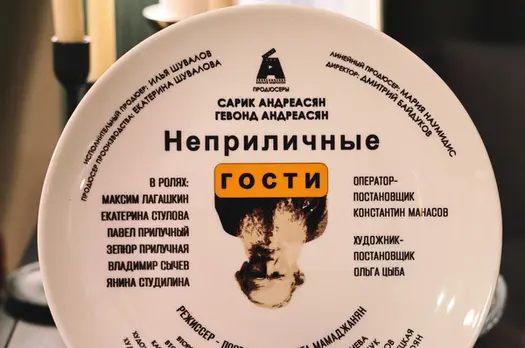 ИСПОЛНИТЕЛЬНЫЙ ПРОДЮСЕР: ИЛЬЯ ШУВАЛОВ
ПРОДЮСЕР ПРОИЗВОДСТВА: ЕКАТЕРИНА ШУВАЛОВА
ЛИНЕЙНЫЙ ПРОДЮСЕР: МАРИЯ НАУМИДИС
ДИРЕКТОР: ДМИТРИЙ БАЙДУКОВ
ПРОДЮСЕРЫ
САРИК АНДРЕАСЯН
ГЕВОНД АНДРЕАСЯН
Неприличные
ГОСТИ
В РОЛЯХ:
МАКСИМ ЛАГАШКИН
ЕКАТЕРИНА СТУЛОВА
ПАВЕЛ ПРИЛУЧНЫЙ
ЗЕПЮР ПРИЛУЧНАЯ
ВЛАДИМИР СЫЧЕВ
ЯНИНА СТУДИЛИНА
ОПЕРАТОР-
ПОСТАНОВЩИК
КОНСТАНТИН МАНАСОВ
ХУДОЖНИК-
ПОСТАНОВЩИК
ОЛЬГА ЦЫБА
РЕЖИССЕР - МАМАДЖАНЯН